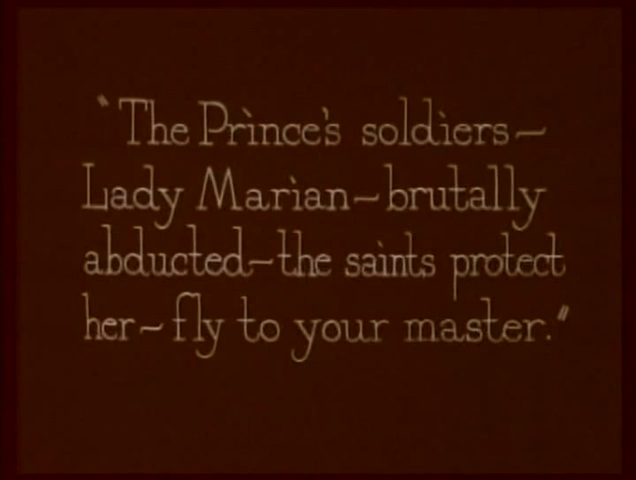 "The Prince's soldiers—
Lady Marian—brutally
abducted—the saints protect
her—fly to your master."